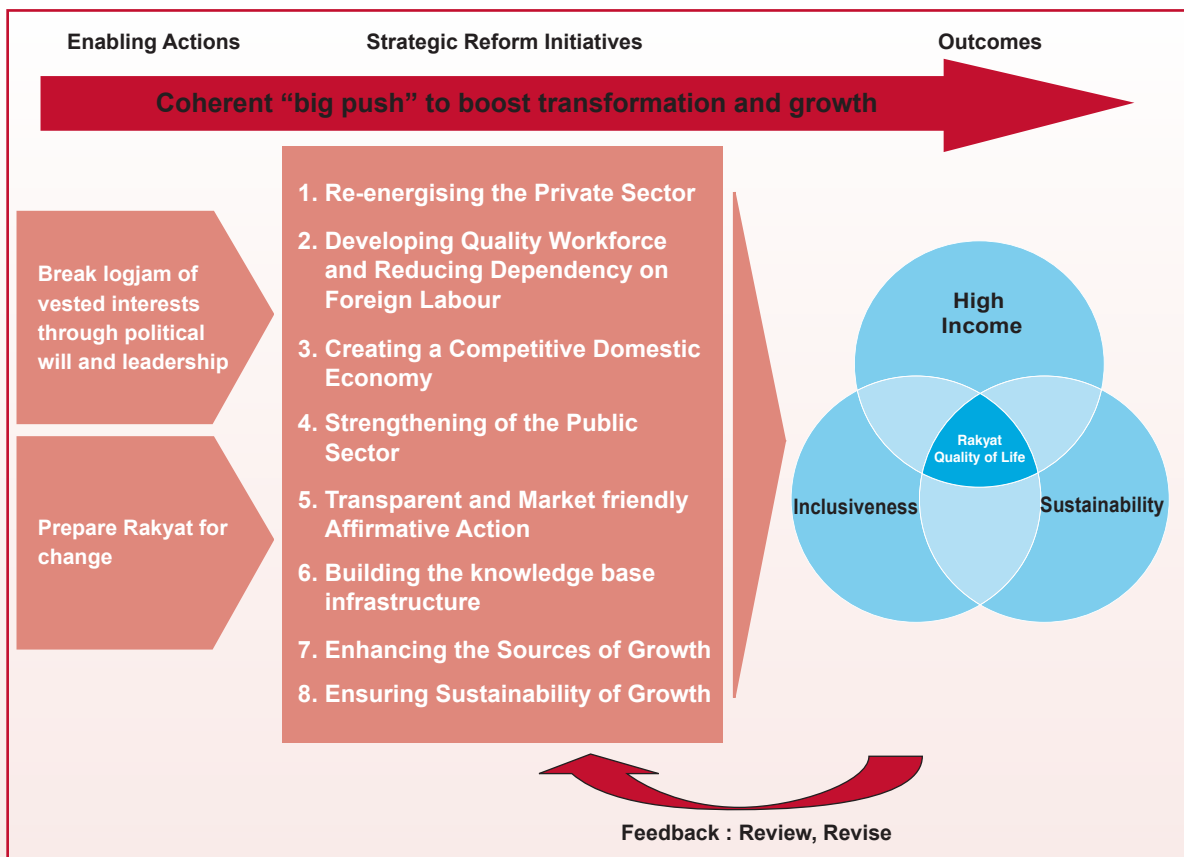 Enabling Actions
Strategic Reform Initiatives
Outcomes
Coherent “big push” to boost transformation and growth
Break logjam of
vested interests
through political
will and leadership
Prepare Rakyat for
change
1. Re-energising the Private Sector
2. Developing Quality Workforce
and Reducing Dependency on
Foreign Labour
3. Creating a Competitive Domestic
Economy
4. Strengthening of the Public
Sector
5. Transparent and Market friendly
Affirmative Action
6. Building the knowledge base
infrastructure
7. Enhancing the Sources of Growth
8. Ensuring Sustainability of Growth
High
Income
Rakyat
Quality of Life
Inclusiveness
Sustainability
Feedback : Review, Revise